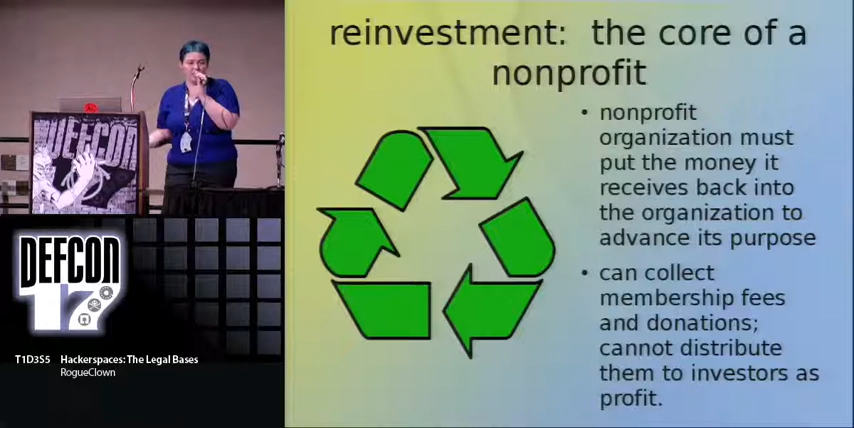 reinvestment: the core of a
nonprofit
• nonprofit
organization must
put the money it
receives back into
the organization to
advance its purpose
• can collect
membership fees
and donations;
cannot distribute
them to investors as
profit.
DEFCON
DEFCON
17
T1D3S5 Hackerspaces: The Legal Bases
RogueClown